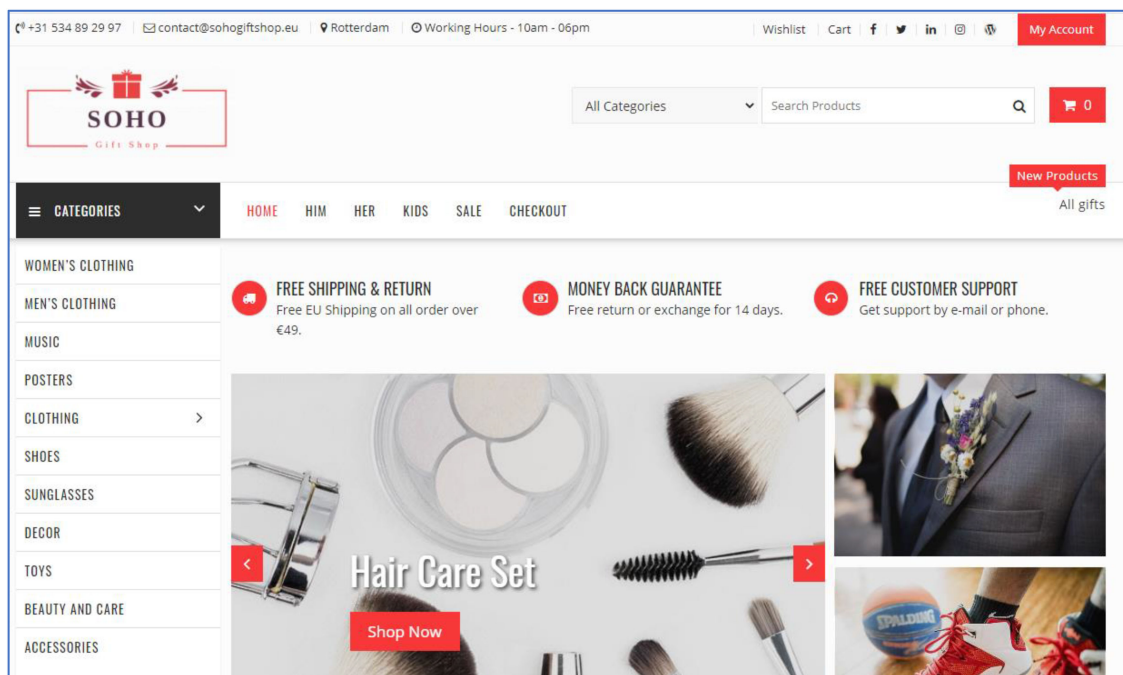 +31 534 89 29 97 contact@sohogiftshop.eu Rotterdam Working Hours - 10am - 06pm Wishlist Cart My Account
SOHO
Gift Shop
All Categories Search Products 0
New Products
All gifts
CATEGORIES HOME HIM HER KIDS SALE CHECKOUT
WOMEN'S CLOTHING
MEN'S CLOTHING
MUSIC
POSTERS
CLOTHING
SHOES
SUNGLASSES
DECOR
TOYS
BEAUTY AND CARE
ACCESSORIES
FREE SHIPPING & RETURN
Free EU Shipping on all order over
€49.
MONEY BACK GUARANTEE
Free return or exchange for 14 days.
FREE CUSTOMER SUPPORT
Get support by e-mail or phone.
Hair Care Set
Shop Now
SPALDING